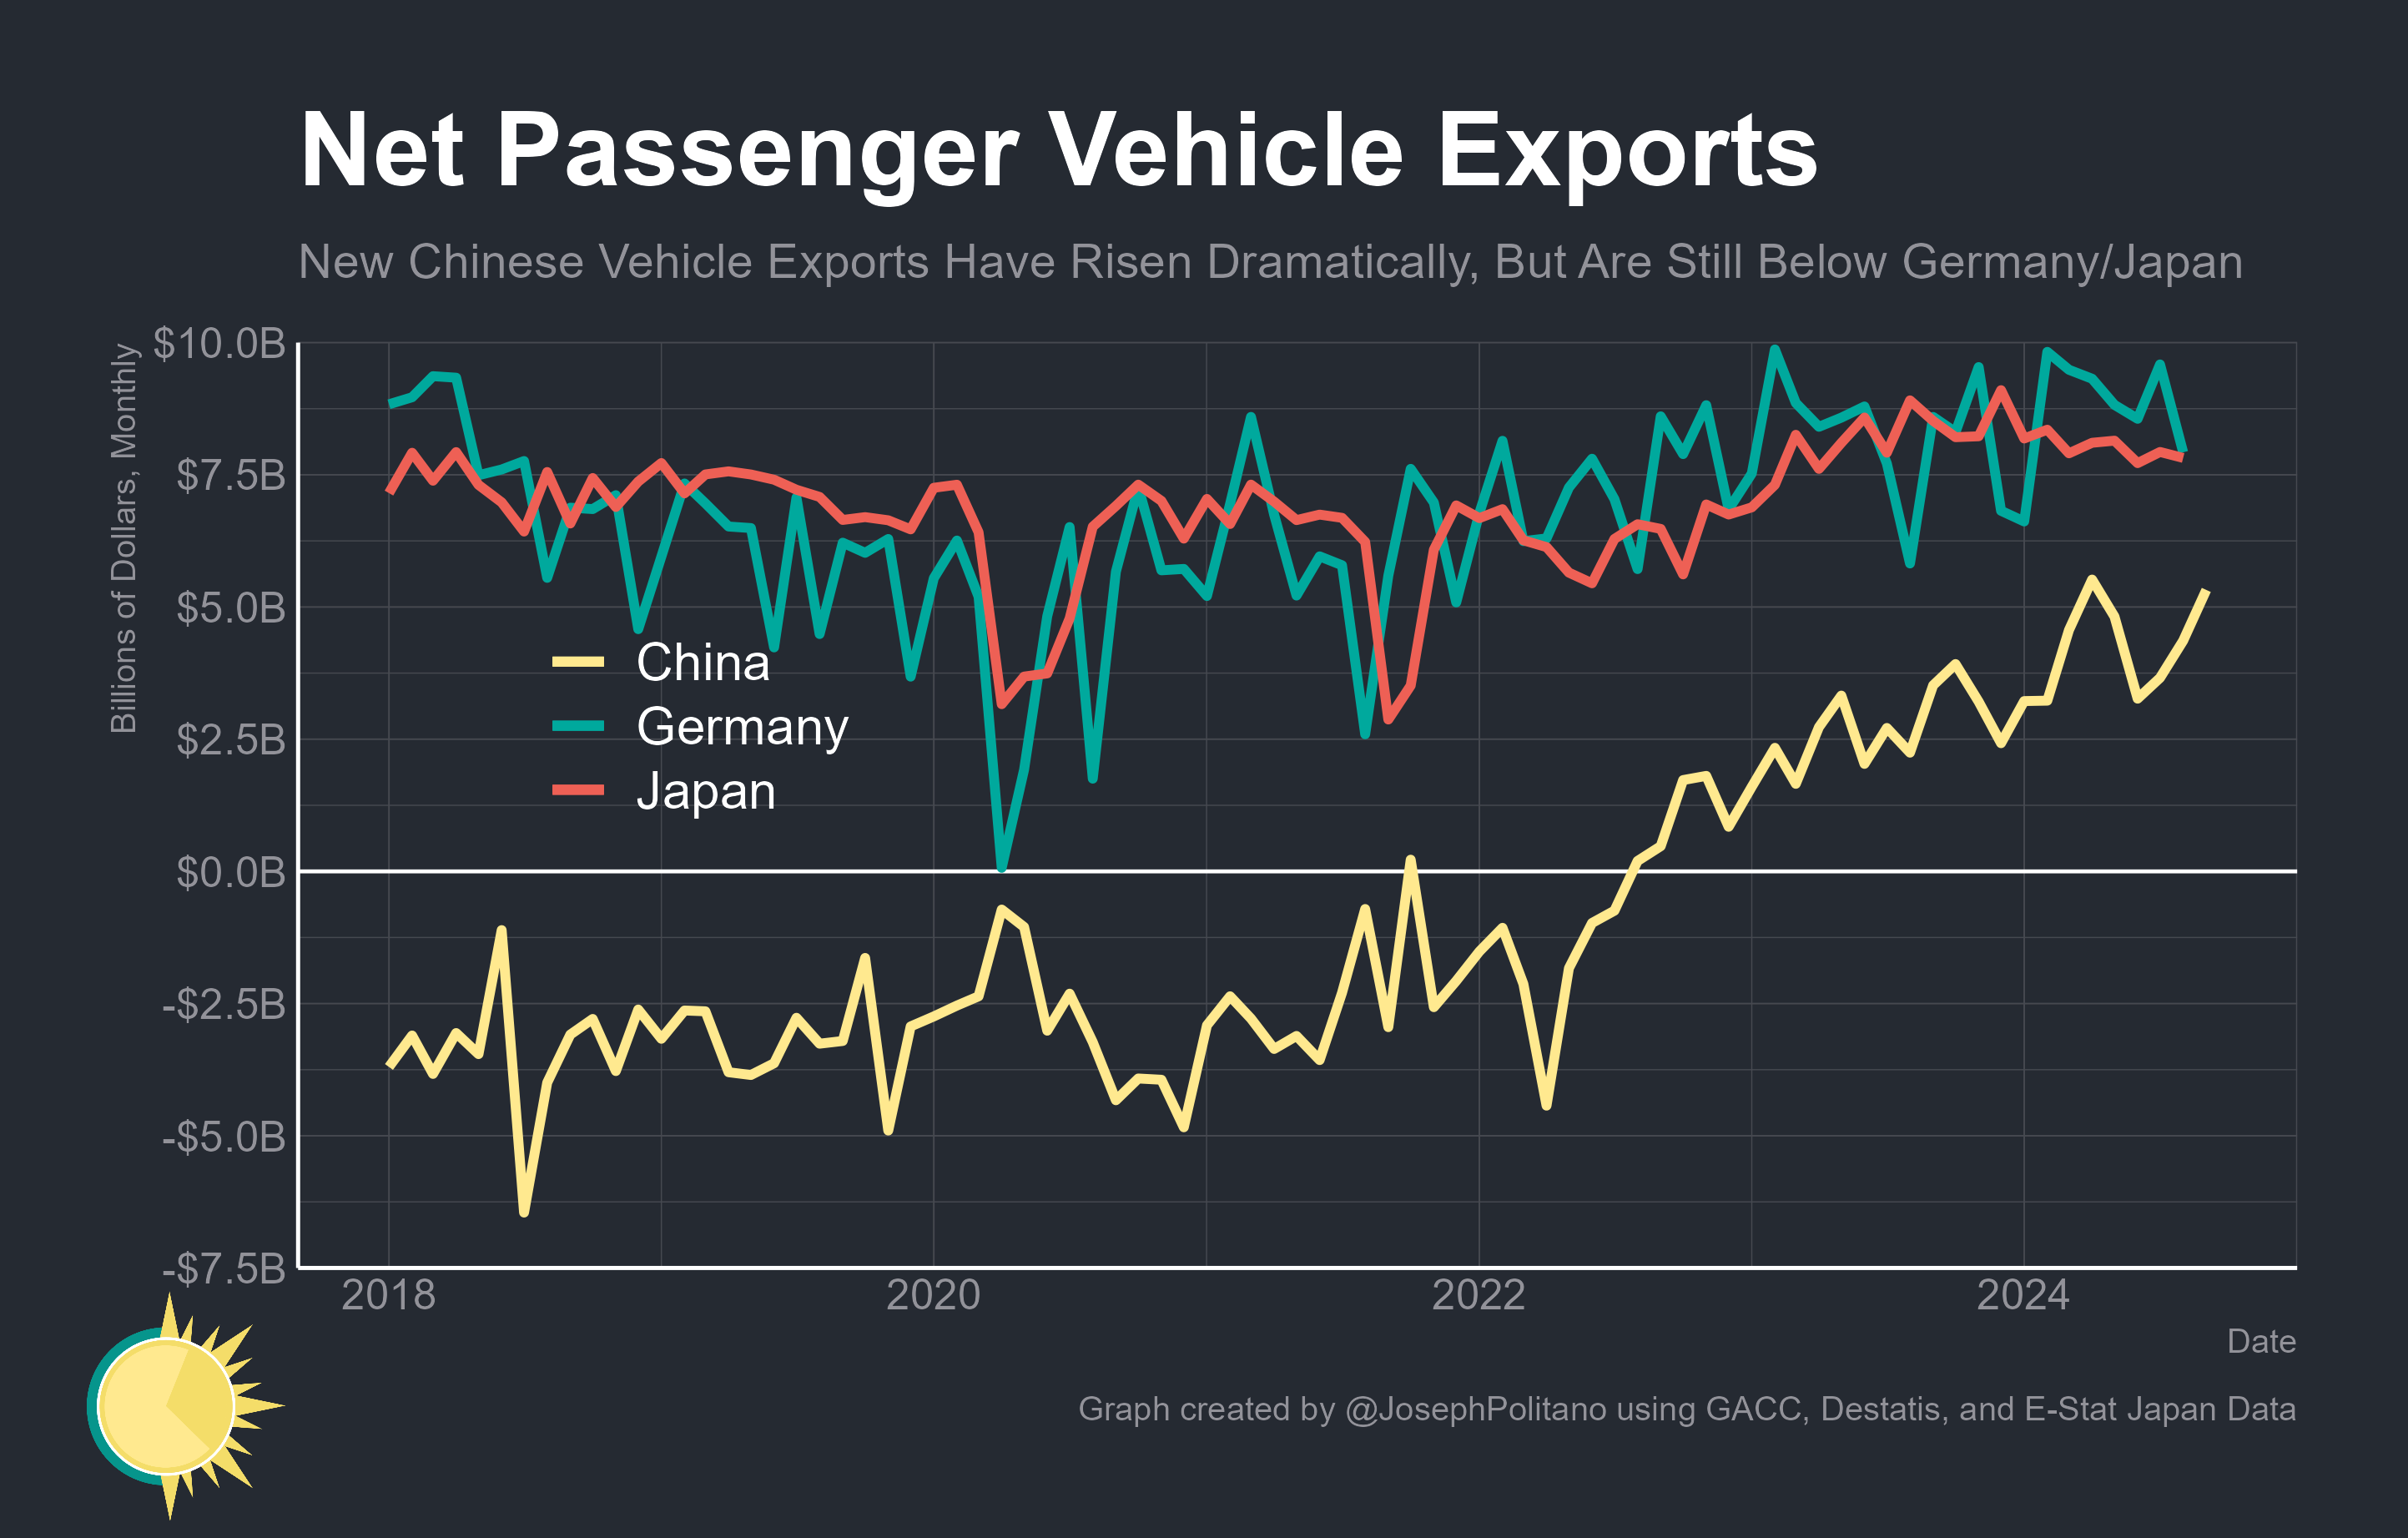 Net Passenger Vehicle Exports
New Chinese Vehicle Exports Have Risen Dramatically, But Are Still Below Germany/Japan
Billions of Dollars, Monthly
$10.0B
$7.5B
$5.0B
$2.5B
$0.0B
-$2.5B
-$5.0B
-$7.5B
China
Germany
Japan
2018
2020
2022
2024
Date
Graph created by @JosephPolitano using GACC, Destatis, and E-Stat Japan Data